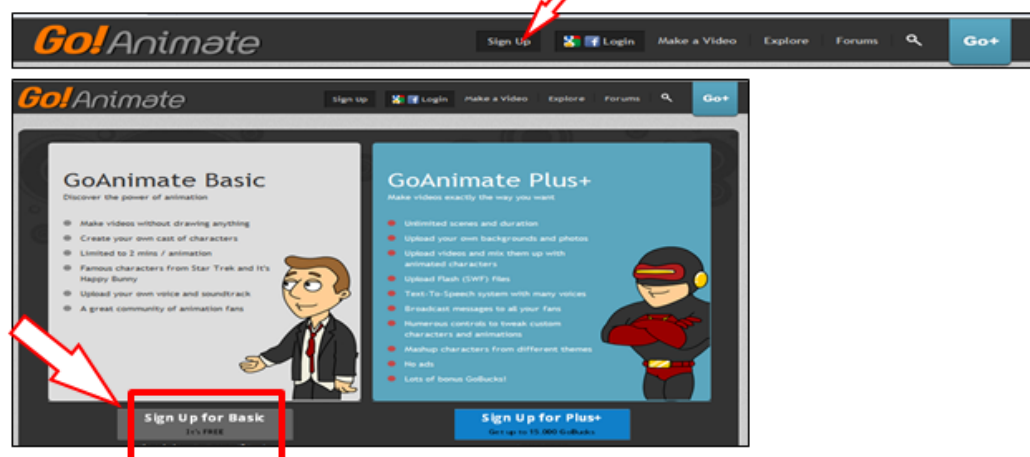 Go!Animate Sign Up Login Make a Video Explore Forums Go+
Go!Animate Sign Up Login Make a Video Explore Forums Go+
GoAnimate Basic
Discover the power of animation
Make videos without drawing anything
Create your own cast of characters
Limited to 2 mins / animation
Famous characters from Star Trek and It's
Happy Bunny
Upload your own voice and soundtrack
A great community of animation fans
Sign Up for Basic
It's FREE
GoAnimate Plus+
Make videos exactly the way you want
Unlimited scenes and duration
Upload your own backgrounds and photos
Upload videos and mix them up with
animated characters
Upload Flash (SWF) files
Text-To-Speech system with many voices
Broadcast messages to all your fans
Numerous controls to tweak custom
characters and animations
Mashup characters from different themes
No ads
Lots of bonus GoBucks!
Sign Up for Plus+
Get up to 15,000 GoBucks